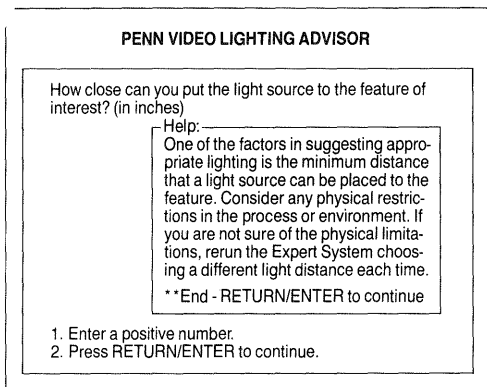 PENN VIDEO LIGHTING ADVISOR
How close can you put the light source to the feature of
interest? (in inches)
Help:
One of the factors in suggesting appro-
priate lighting is the minimum distance
that a light source can be placed to the
feature. Consider any physical restric-
tions in the process or environment. If
you are not sure of the physical limita-
tions, rerun the Expert System choos-
ing a different light distance each time.
**End - RETURN/ENTER to continue
1. Enter a positive number.
2. Press RETURN/ENTER to continue.